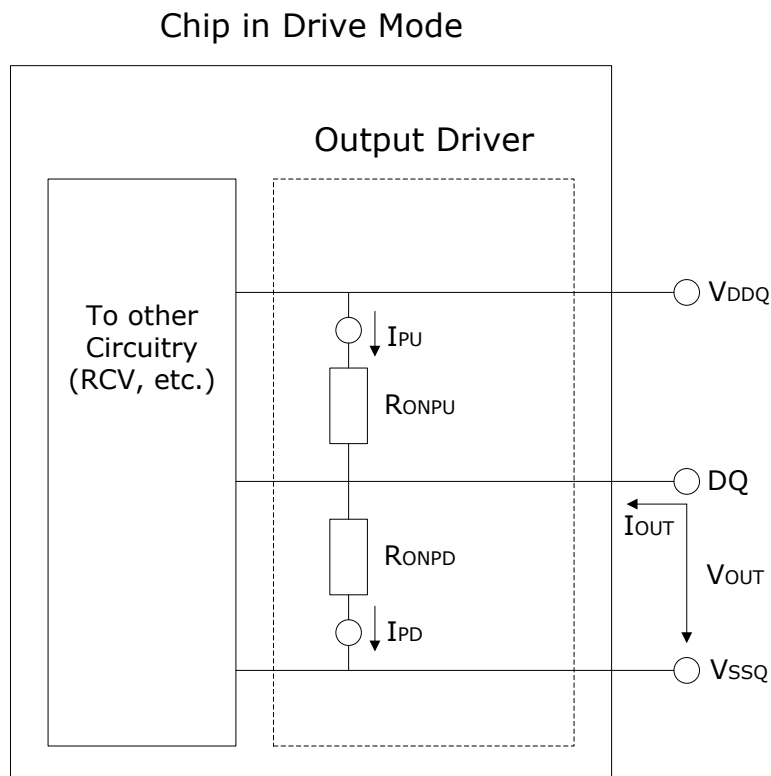 Chip in Drive Mode
Output Driver
To other
Circuitry
(RCV, etc.)
VDDQ
IPU
RONPU
DQ
IOUT
RONPD
VOUT
IPD
VSSQ